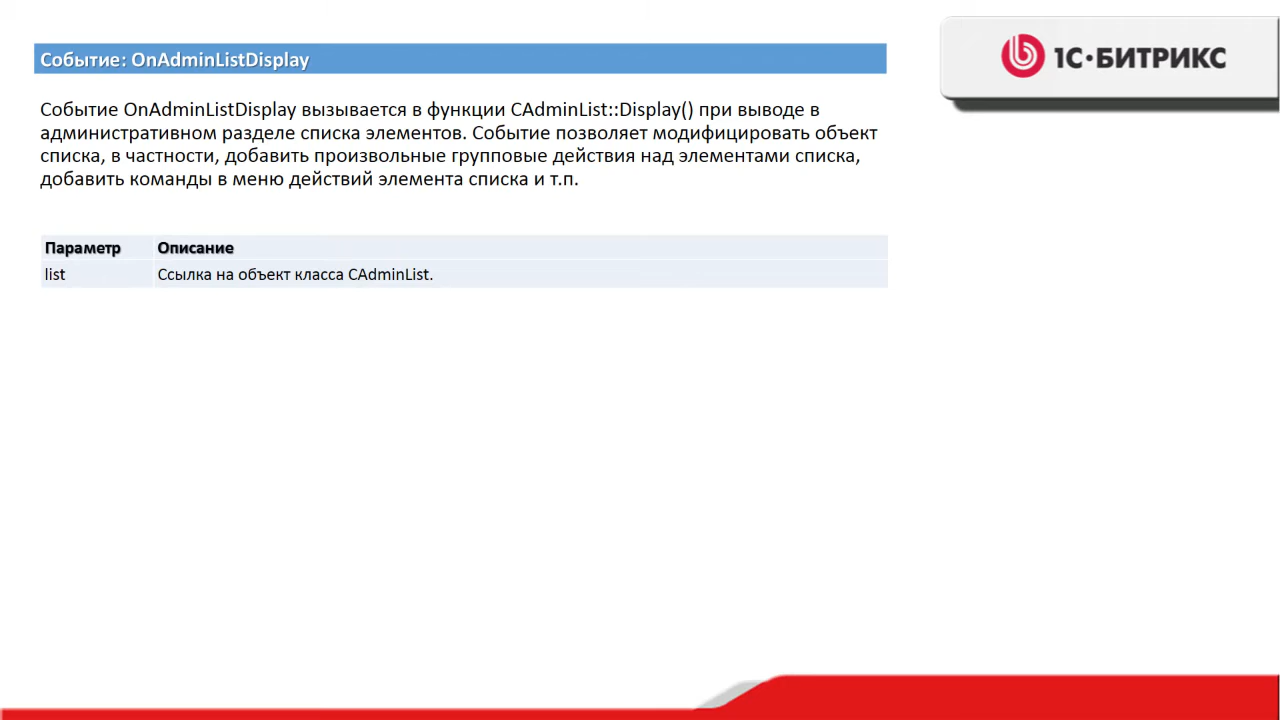 Событие: OnAdminListDisplay
1С·БИТРИКС
Событие OnAdminListDisplay вызывается в функции CAdminList::Display() при выводе в
административном разделе списка элементов. Событие позволяет модифицировать объект
списка, в частности, добавить произвольные групповые действия над элементами списка,
добавить команды в меню действий элемента списка и т.п.
Параметр Описание
list Ссылка на объект класса CAdminList.